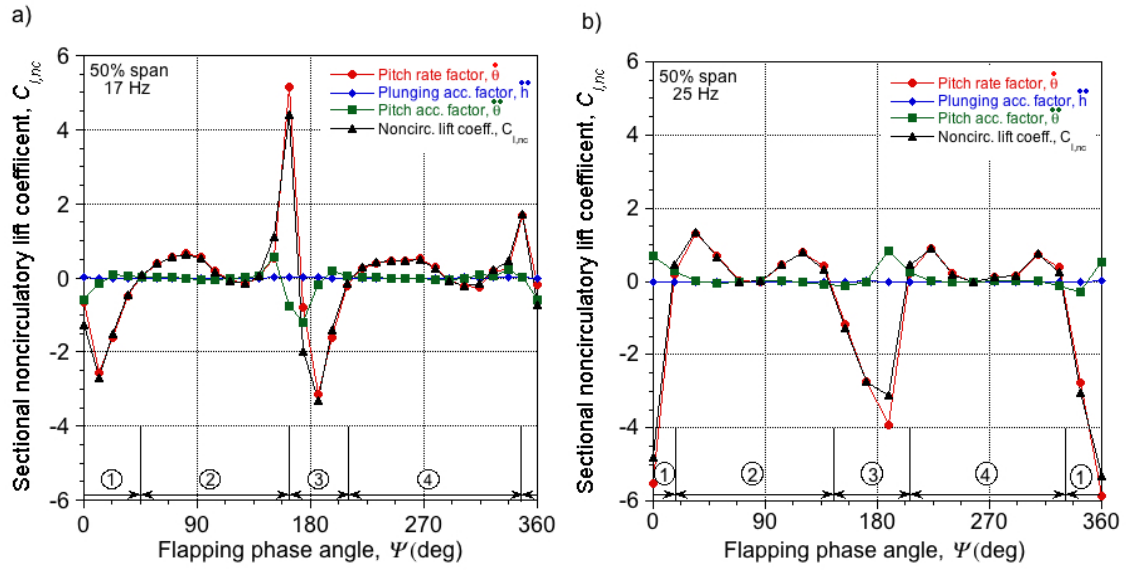 a)
Sectional noncirculatory lift coefiicent, C_l,nc
6
4
2
0
-2
-4
-6
50% span
17 Hz
Pitch rate factor, θ̇
Plunging acc. factor, ḧ
Pitch acc. factor, θ̈
Noncirc. lift coeff., C_l,nc
1
2
3
4
0
90
180
270
360
Flapping phase angle, Ψ(deg)
b)
Sectional noncirculatory lift coefiicent, C_l,nc
6
4
2
0
-2
-4
-6
50% span
25 Hz
Pitch rate factor, θ̇
Plunging acc. factor, ḧ
Pitch acc. factor, θ̈
Noncirc. lift coeff., C_l,nc
1
2
3
4
1
0
90
180
270
360
Flapping phase angle, Ψ(deg)